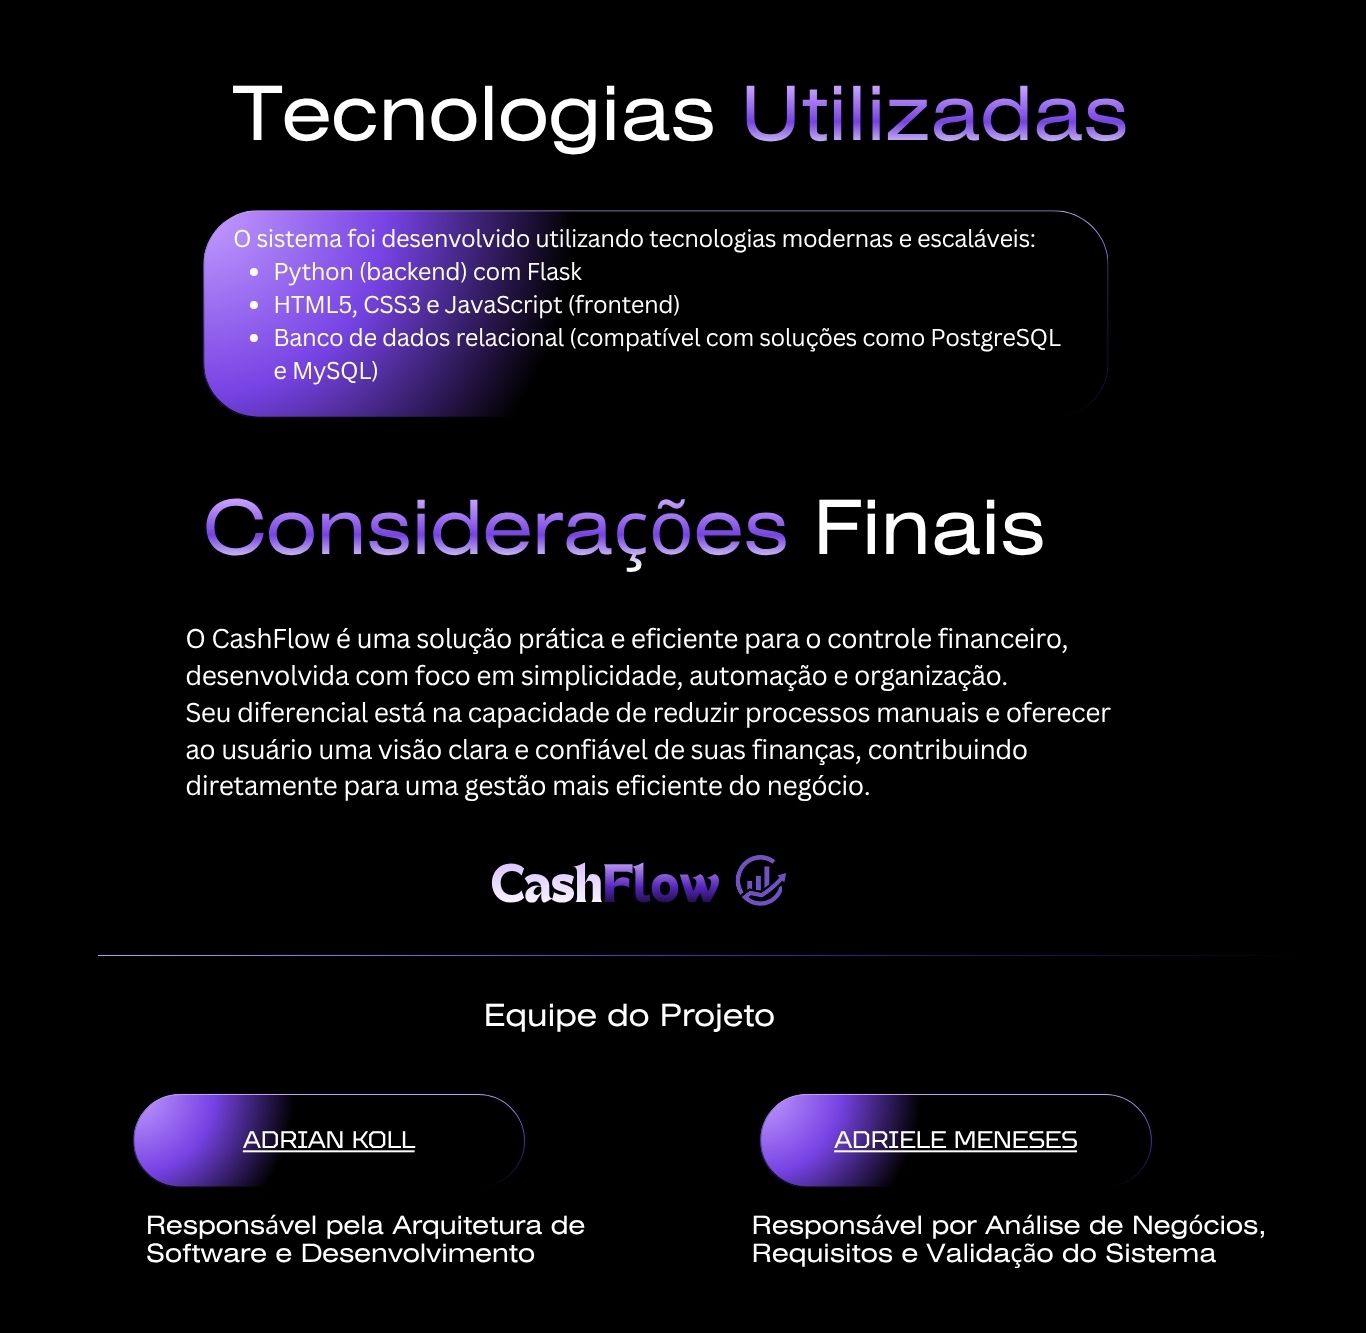 Tecnologias Utilizadas
O sistema foi desenvolvido utilizando tecnologias modernas e escaláveis:
• Python (backend) com Flask
• HTML5, CSS3 e JavaScript (frontend)
• Banco de dados relacional (compatível com soluções como PostgreSQL
e MySQL)
Considerações Finais
O CashFlow é uma solução prática e eficiente para o controle financeiro,
desenvolvida com foco em simplicidade, automação e organização.
Seu diferencial está na capacidade de reduzir processos manuais e oferecer
ao usuário uma visão clara e confiável de suas finanças, contribuindo
diretamente para uma gestão mais eficiente do negócio.
CashFlow
Equipe do Projeto
ADRIAN KOLL
Responsável pela Arquitetura de
Software e Desenvolvimento
ADRIELE MENESES
Responsável por Análise de Negócios,
Requisitos e Validação do Sistema